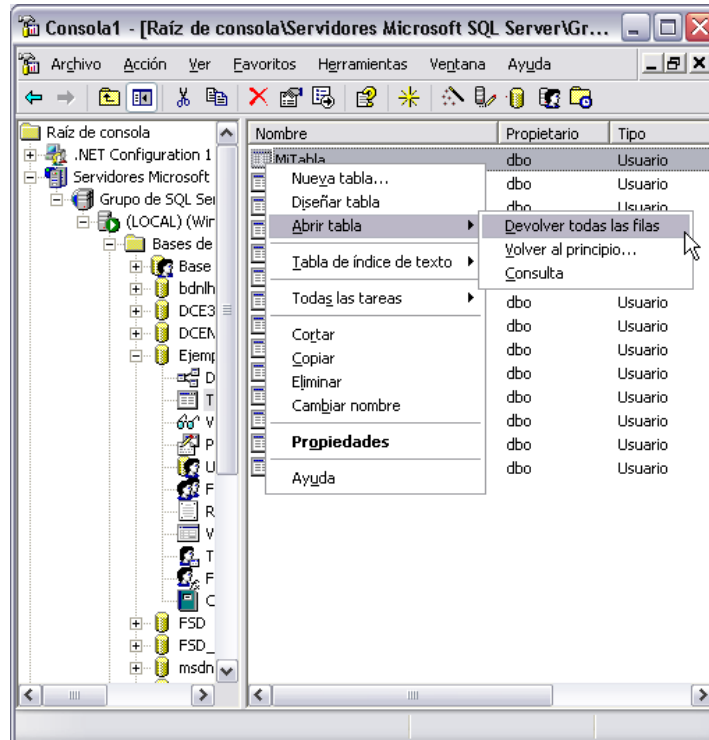 Consola1 - [Raíz de consola\Servidores Microsoft SQL Server\Gr...
Archivo Acción Ver Favoritos Herramientas Ventana Ayuda
Raíz de consola
.NET Configuration 1
Servidores Microsoft
Grupo de SQL Ser
(LOCAL) (Wir
Bases de
Base
bdnlh
DCE3
DCEN
Ejemp
D
T
V
P
U
F
R
V
T
F
C
FSD
FSD_
msdn
Nombre Propietario Tipo
MiTabla dbo Usuario
dbo Usuario
dbo Usuario
Nueva tabla...
Diseñar tabla
Abrir tabla
Tabla de índice de texto
Todas las tareas
Cortar
Copiar
Eliminar
Cambiar nombre
Propiedades
Ayuda
Devolver todas las filas
Volver al principio...
Consulta
dbo Usuario
dbo Usuario
dbo Usuario
dbo Usuario
dbo Usuario
dbo Usuario
dbo Usuario
dbo Usuario